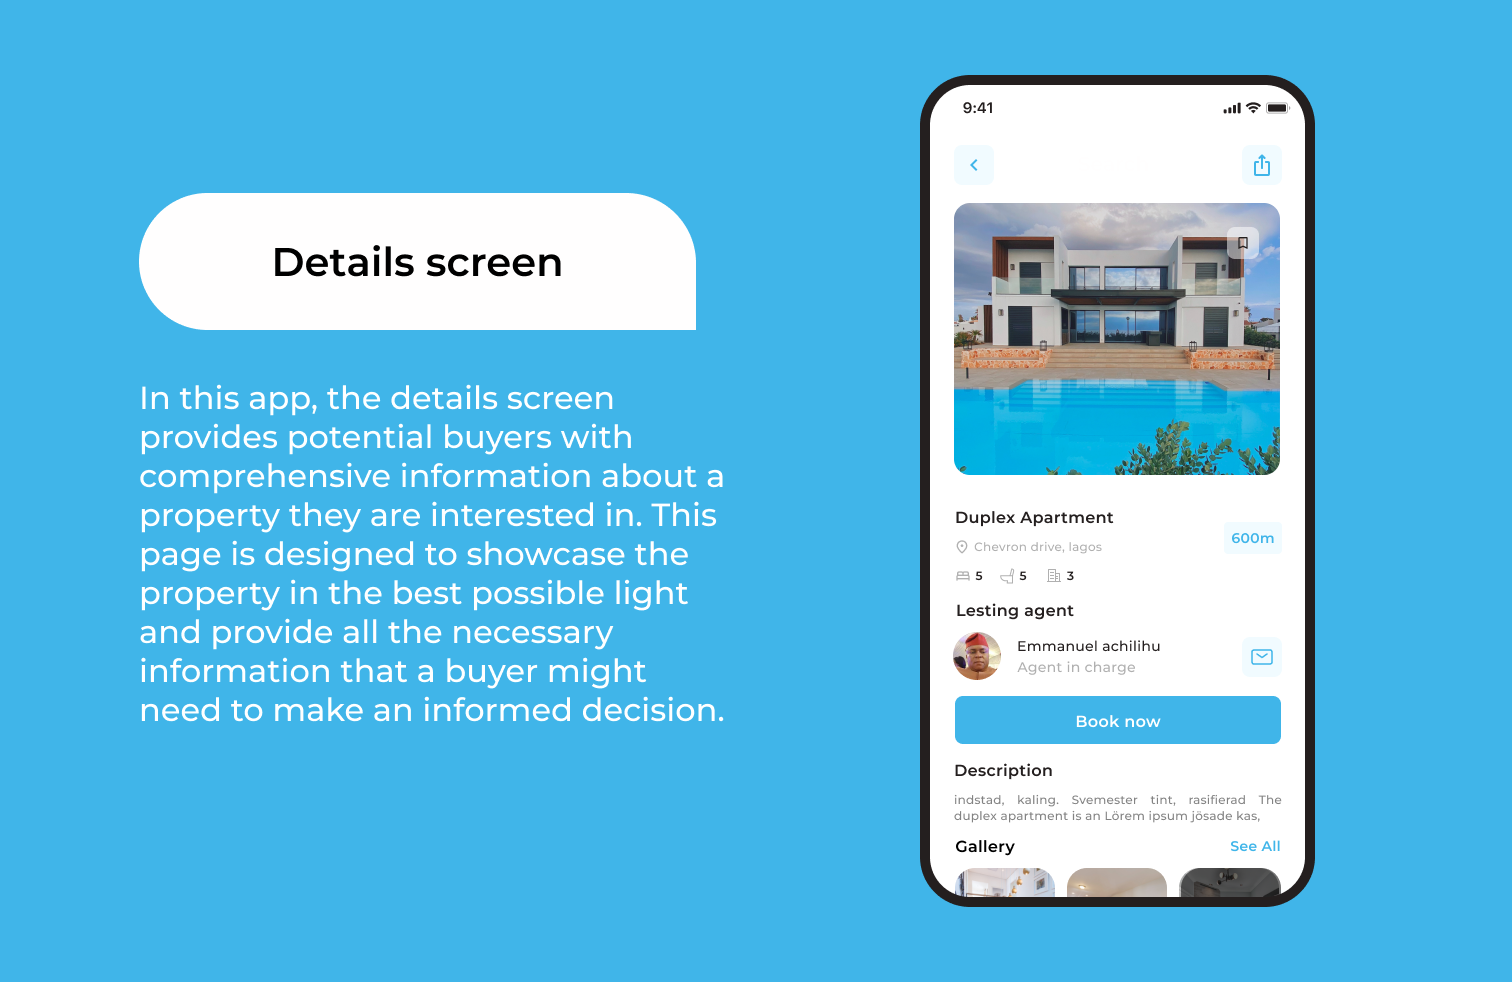 Details screen
In this app, the details screen
provides potential buyers with
comprehensive information about a
property they are interested in. This
page is designed to showcase the
property in the best possible light
and provide all the necessary
information that a buyer might
need to make an informed decision.
9:41
Duplex Apartment
600m
Chevron drive, lagos
5 5 3
Lesting agent
Emmanuel achilihu
Agent in charge
Book now
Description
indstad, kaling. Svemester tint, rasifierad The
duplex apartment is an Lörem ipsum jösade kas,
Gallery See All